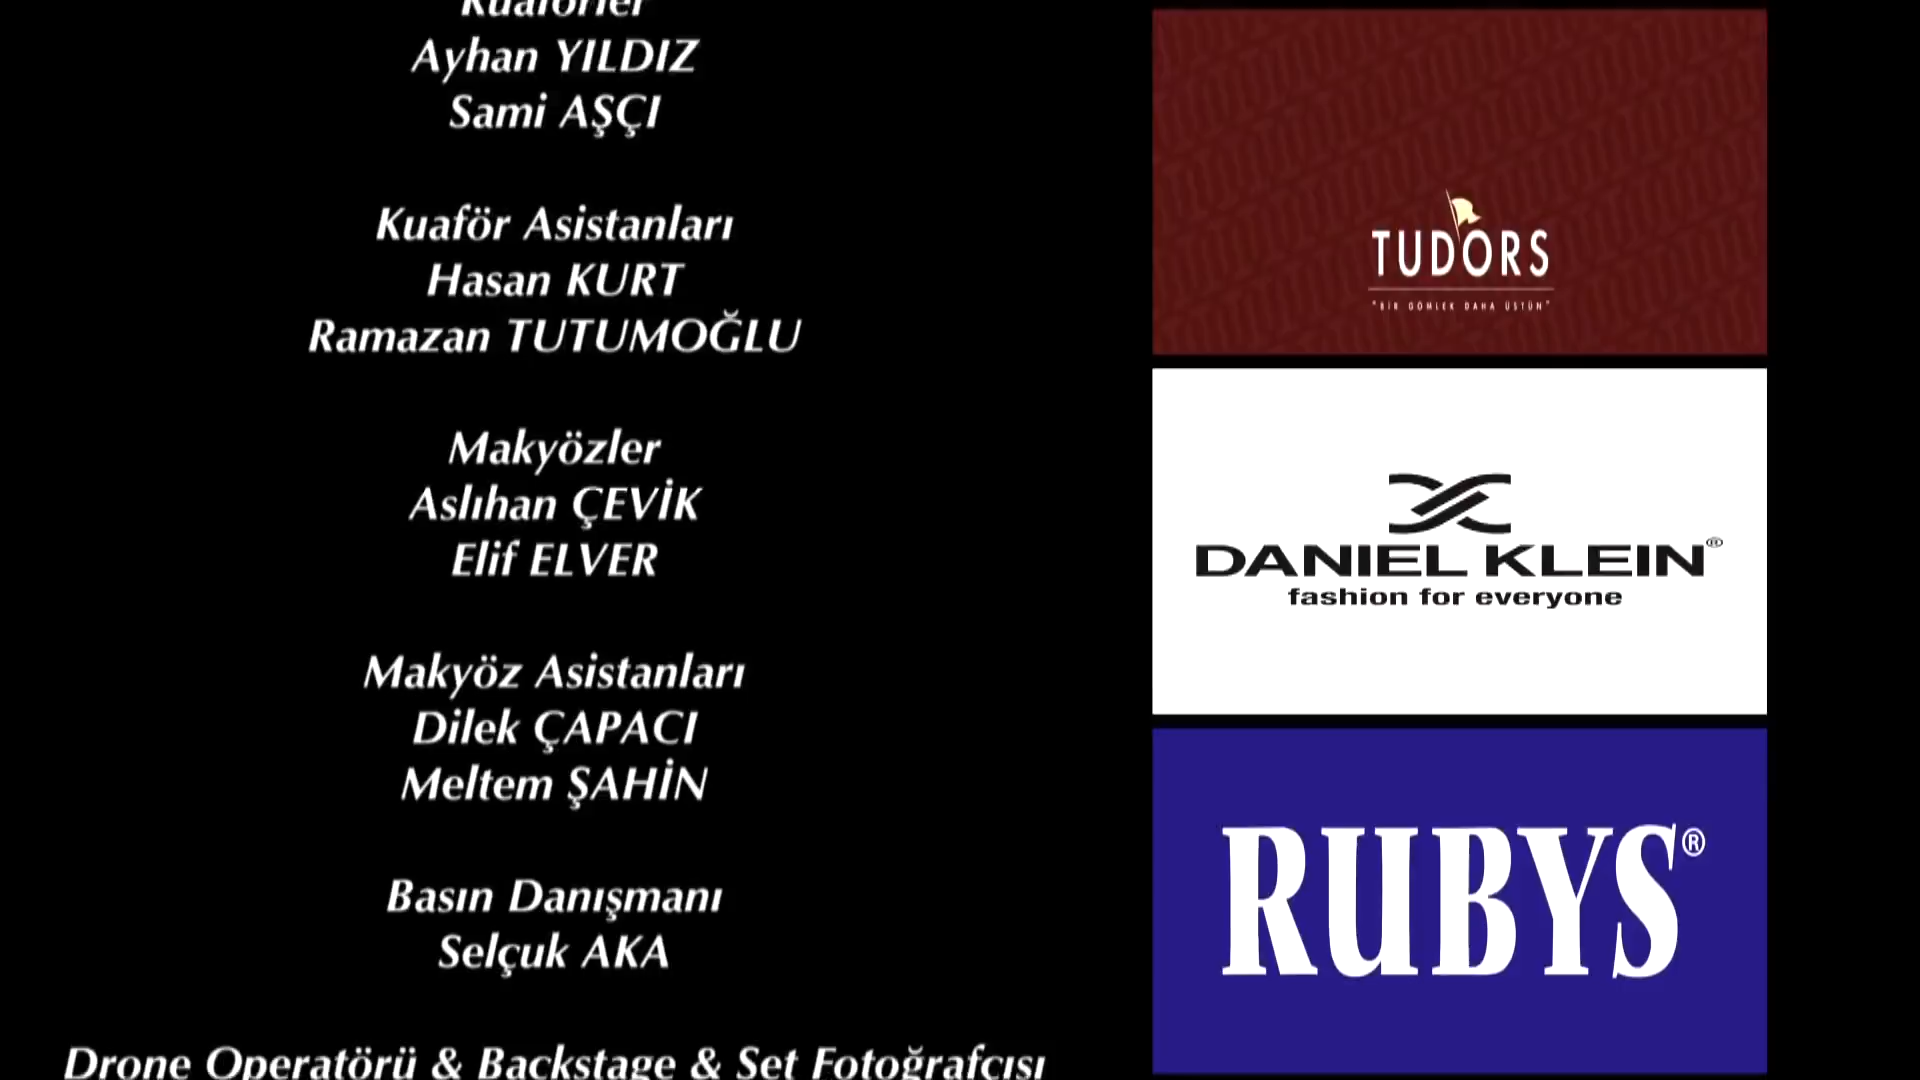 Kuaförler
Ayhan YILDIZ
Sami AŞÇI
Kuaför Asistanları
Hasan KURT
Ramazan TUTUMOĞLU
Makyözler
Aslıhan ÇEVİK
Elif ELVER
Makyöz Asistanları
Dilek ÇAPACI
Meltem ŞAHİN
Basın Danışmanı
Selçuk AKA
Drone Operatörü & Backstage & Set Fotoğrafçısı
TUDORS
"BİR GÖMLEK DAHA ÜSTÜN"
DANIEL KLEIN®
fashion for everyone
RUBYS®